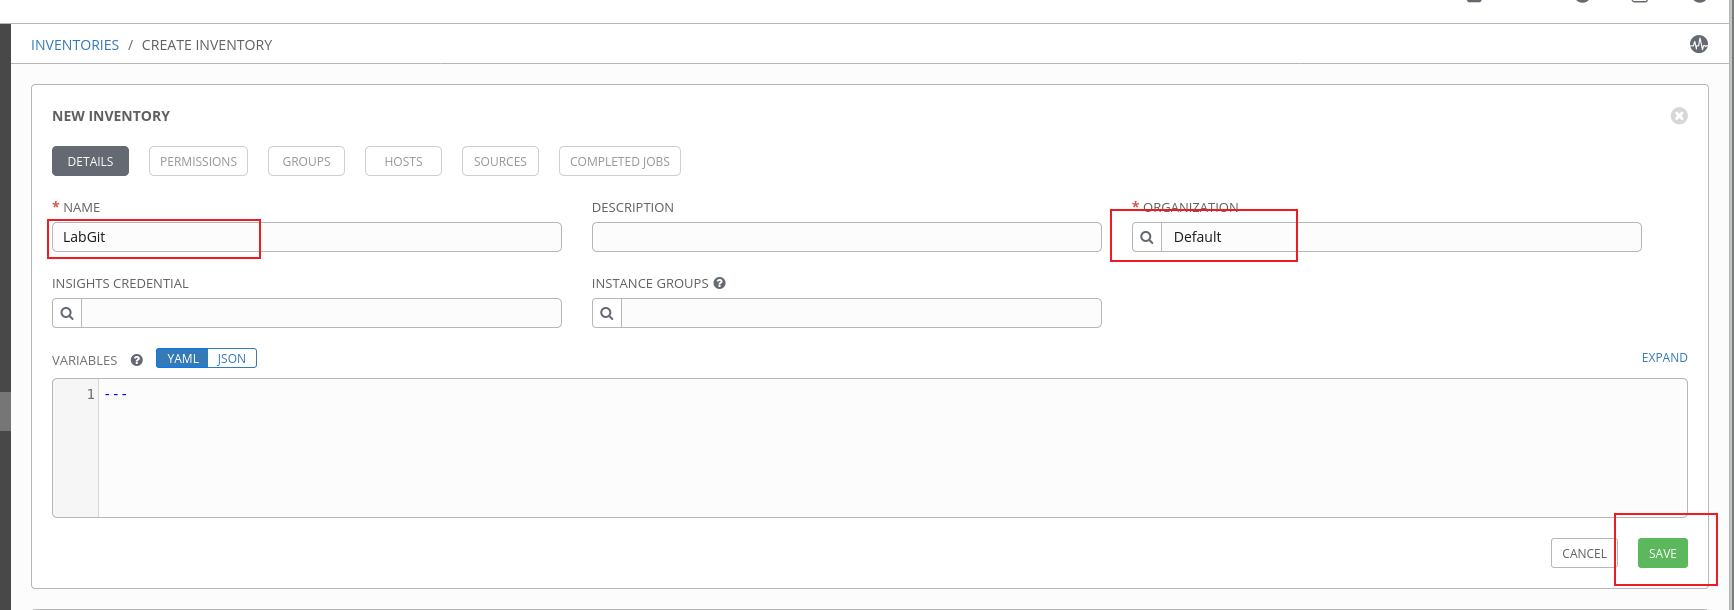 INVENTORIES / CREATE INVENTORY
NEW INVENTORY
DETAILS PERMISSIONS GROUPS HOSTS SOURCES COMPLETED JOBS
* NAME DESCRIPTION * ORGANIZATION
LabGit Default
INSIGHTS CREDENTIAL INSTANCE GROUPS ?
VARIABLES ? YAML JSON EXPAND
1 ---
CANCEL SAVE